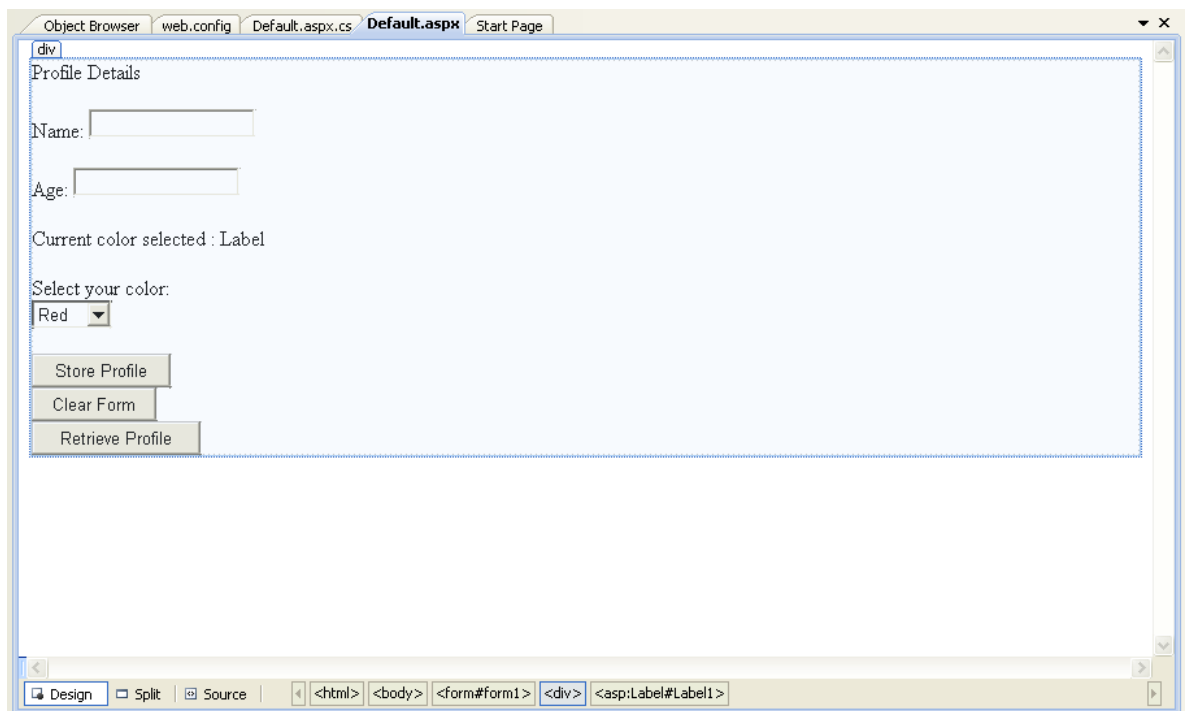 Object Browser web.config Default.aspx.cs Default.aspx Start Page
div
Profile Details
Name:
Age:
Current color selected : Label
Select your color:
Red
Store Profile
Clear Form
Retrieve Profile
Design Split Source <html> <body> <form#form1> <div> <asp:Label#Label1>